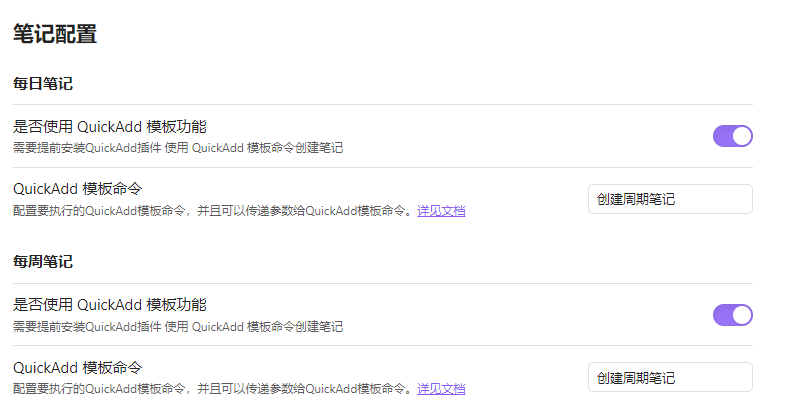 笔记配置
每日笔记
是否使用 QuickAdd 模板功能
需要提前安装QuickAdd插件 使用 QuickAdd 模板命令创建笔记
QuickAdd 模板命令
配置要执行的QuickAdd模板命令，并且可以传递参数给QuickAdd模板命令。详见文档
创建周期笔记
每周笔记
是否使用 QuickAdd 模板功能
需要提前安装QuickAdd插件 使用 QuickAdd 模板命令创建笔记
QuickAdd 模板命令
配置要执行的QuickAdd模板命令，并且可以传递参数给QuickAdd模板命令。详见文档
创建周期笔记